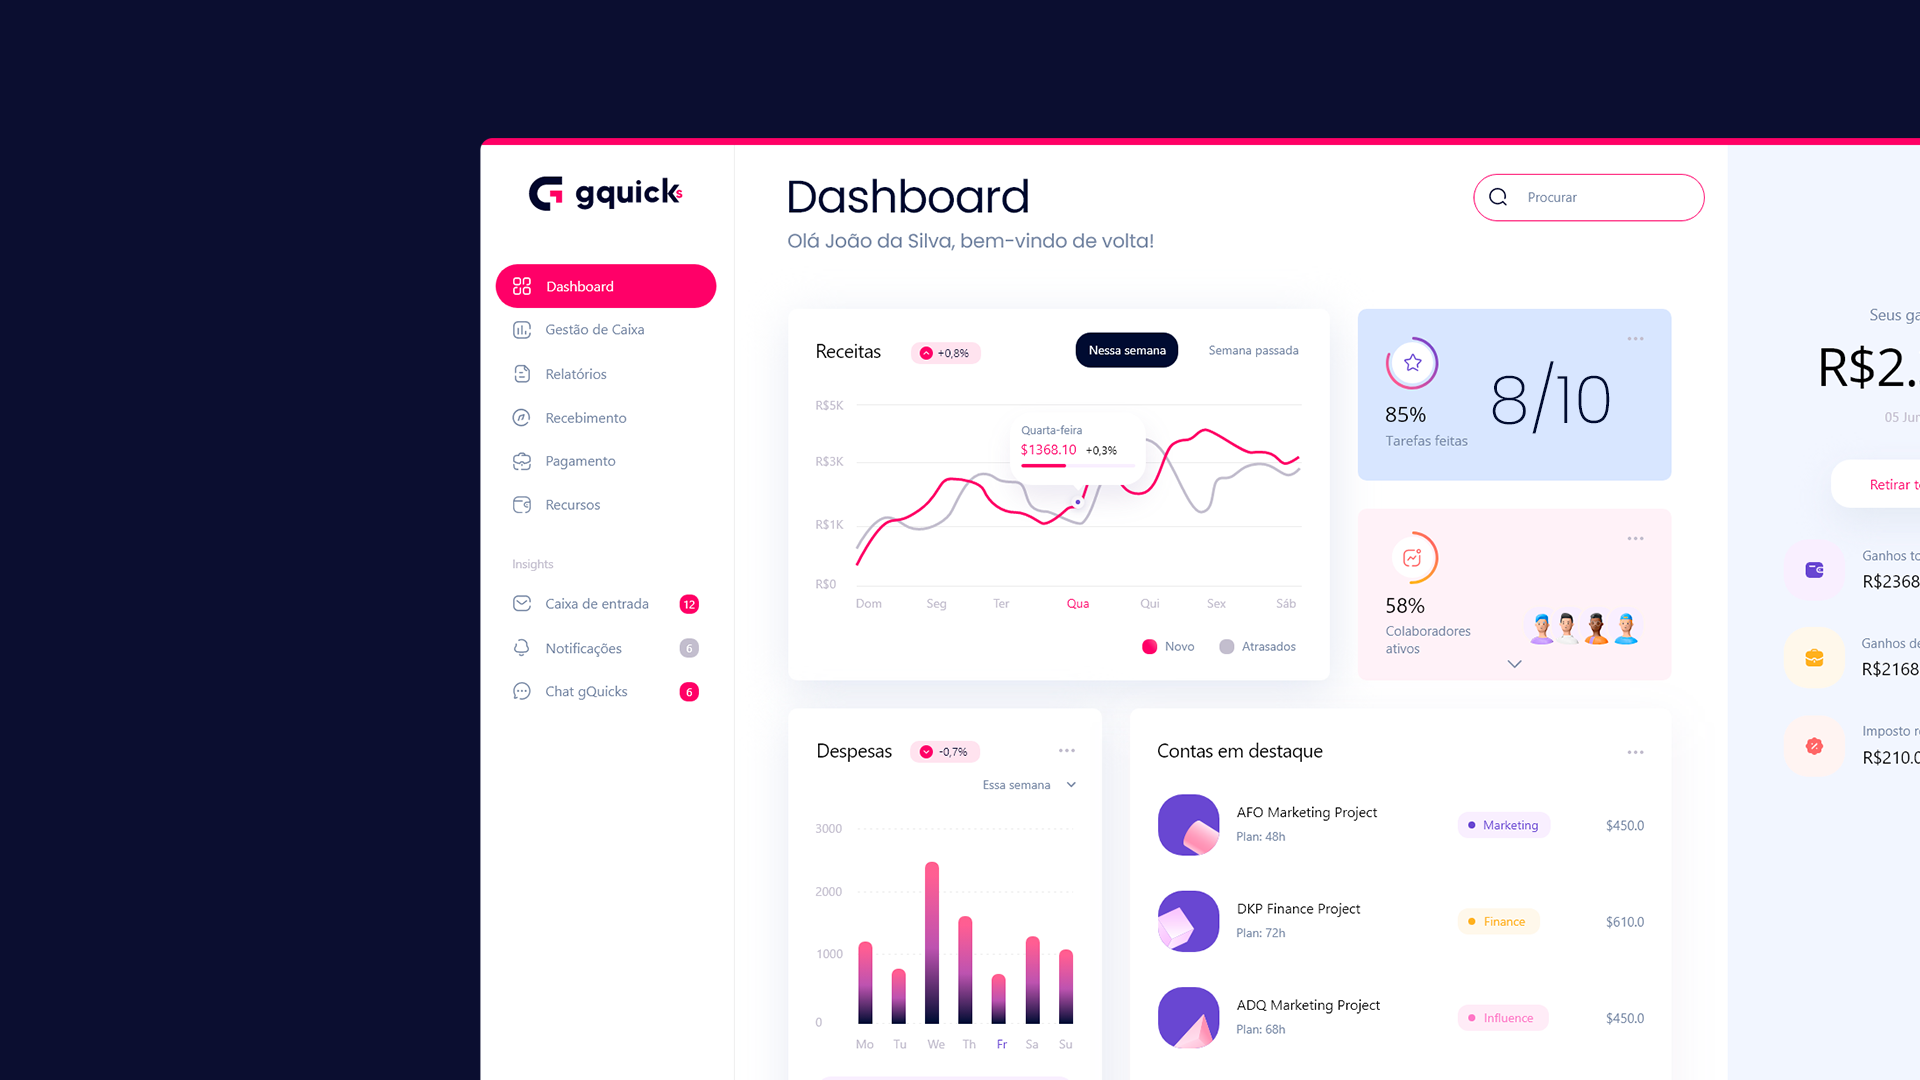 gquicks
Dashboard
Gestão de Caixa
Relatórios
Recebimento
Pagamento
Recursos
Insights
Caixa de entrada 12
Notificações 6
Chat gQuicks 6
Dashboard
Olá João da Silva, bem-vindo de volta!
Procurar
Receitas +0,8% Nessa semana Semana passada
R$5K
R$3K
R$1K
R$0
Quarta-feira
$1368.10 +0,3%
Dom Seg Ter Qua Qui Sex Sáb
Novo Atrasados
8/10
85%
Tarefas feitas
58%
Colaboradores
ativos
Despesas -0,7%
Essa semana
3000
2000
1000
0
Mo Tu We Th Fr Sa Su
Contas em destaque
AFO Marketing Project
Plan: 48h
Marketing
$450.0
DKP Finance Project
Plan: 72h
Finance
$610.0
ADQ Marketing Project
Plan: 68h
Influence
$450.0
Seus
R$2.
05
Retirar
Ganhos
R$2368
Ganhos
R$2168
Imposto
R$210.0